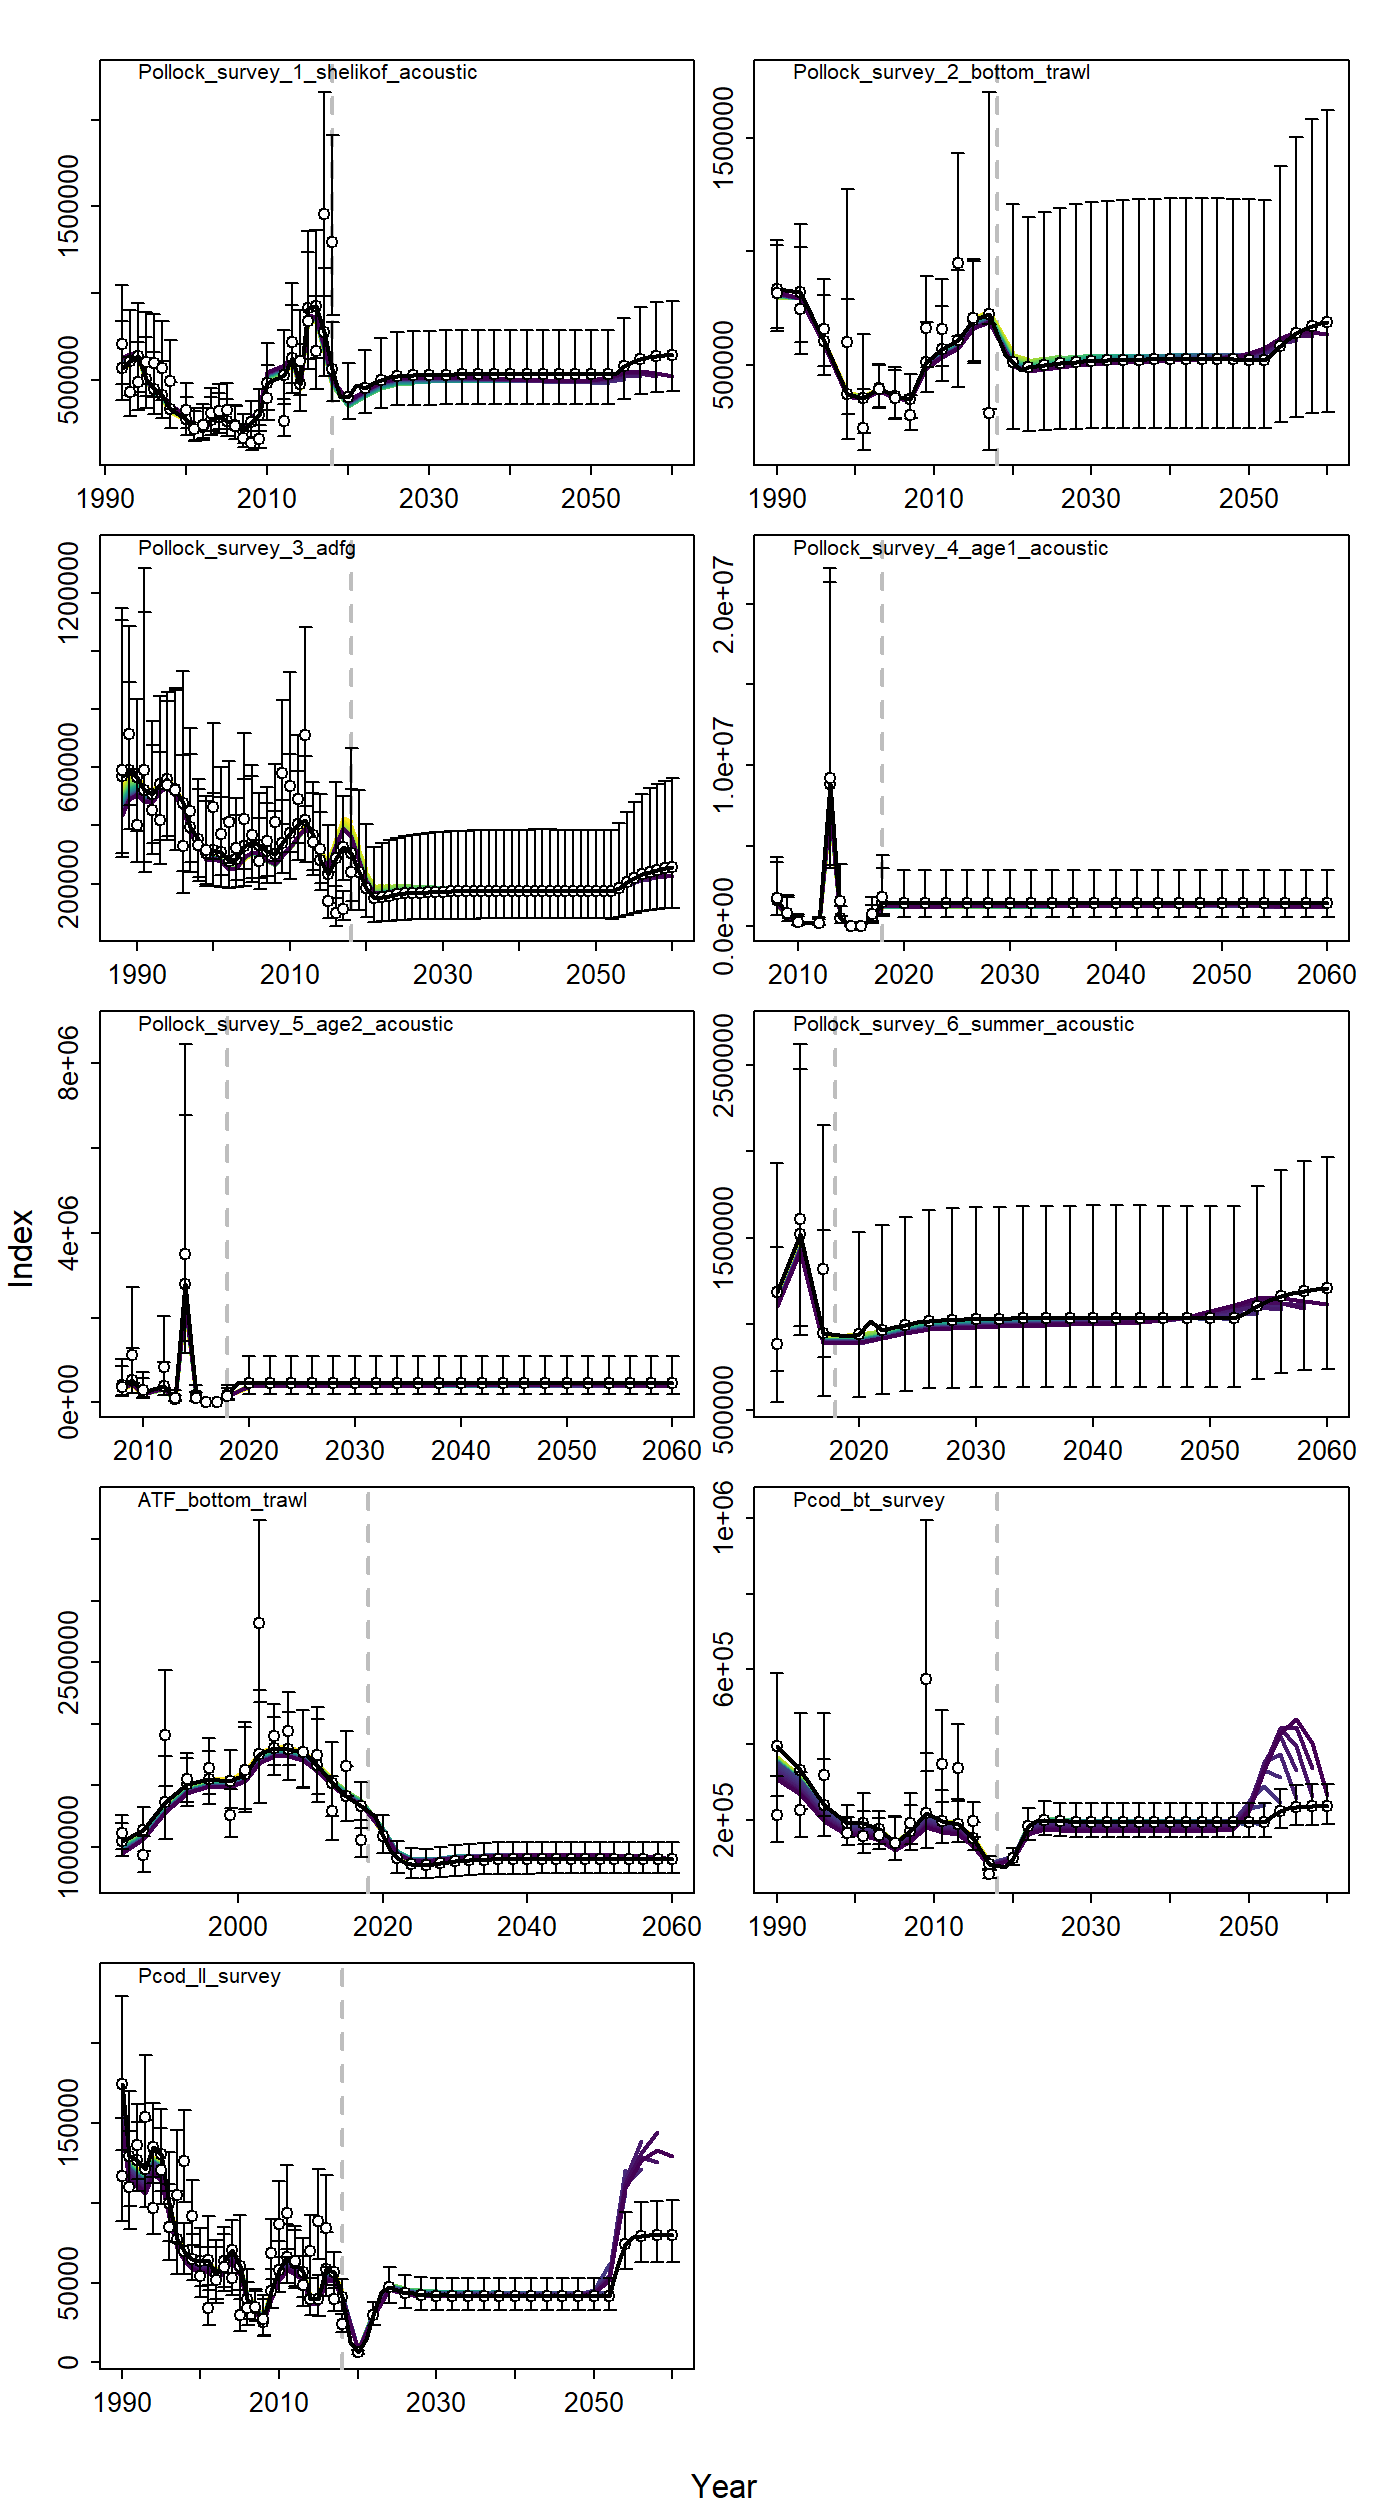 Pollock_survey_1_shelikof_acoustic
500000 1500000
1990 2010 2030 2050
Pollock_survey_2_bottom_trawl
500000 1500000
1990 2010 2030 2050
Pollock_survey_3_adfg
200000 600000 1200000
1990 2010 2030 2050
Pollock_survey_4_age1_acoustic
0.0e+00 1.0e+07 2.0e+07
2010 2020 2030 2040 2050 2060
Pollock_survey_5_age2_acoustic
0e+00 4e+06 8e+06
2010 2020 2030 2040 2050 2060
Pollock_survey_6_summer_acoustic
500000 1500000 2500000
2020 2030 2040 2050 2060
ATF_bottom_trawl
1000000 2500000
2000 2020 2040 2060
Pcod_bt_survey
2e+05 6e+05 1e+06
1990 2010 2030 2050
Pcod_ll_survey
0 50000 150000
1990 2010 2030 2050
Index
Year